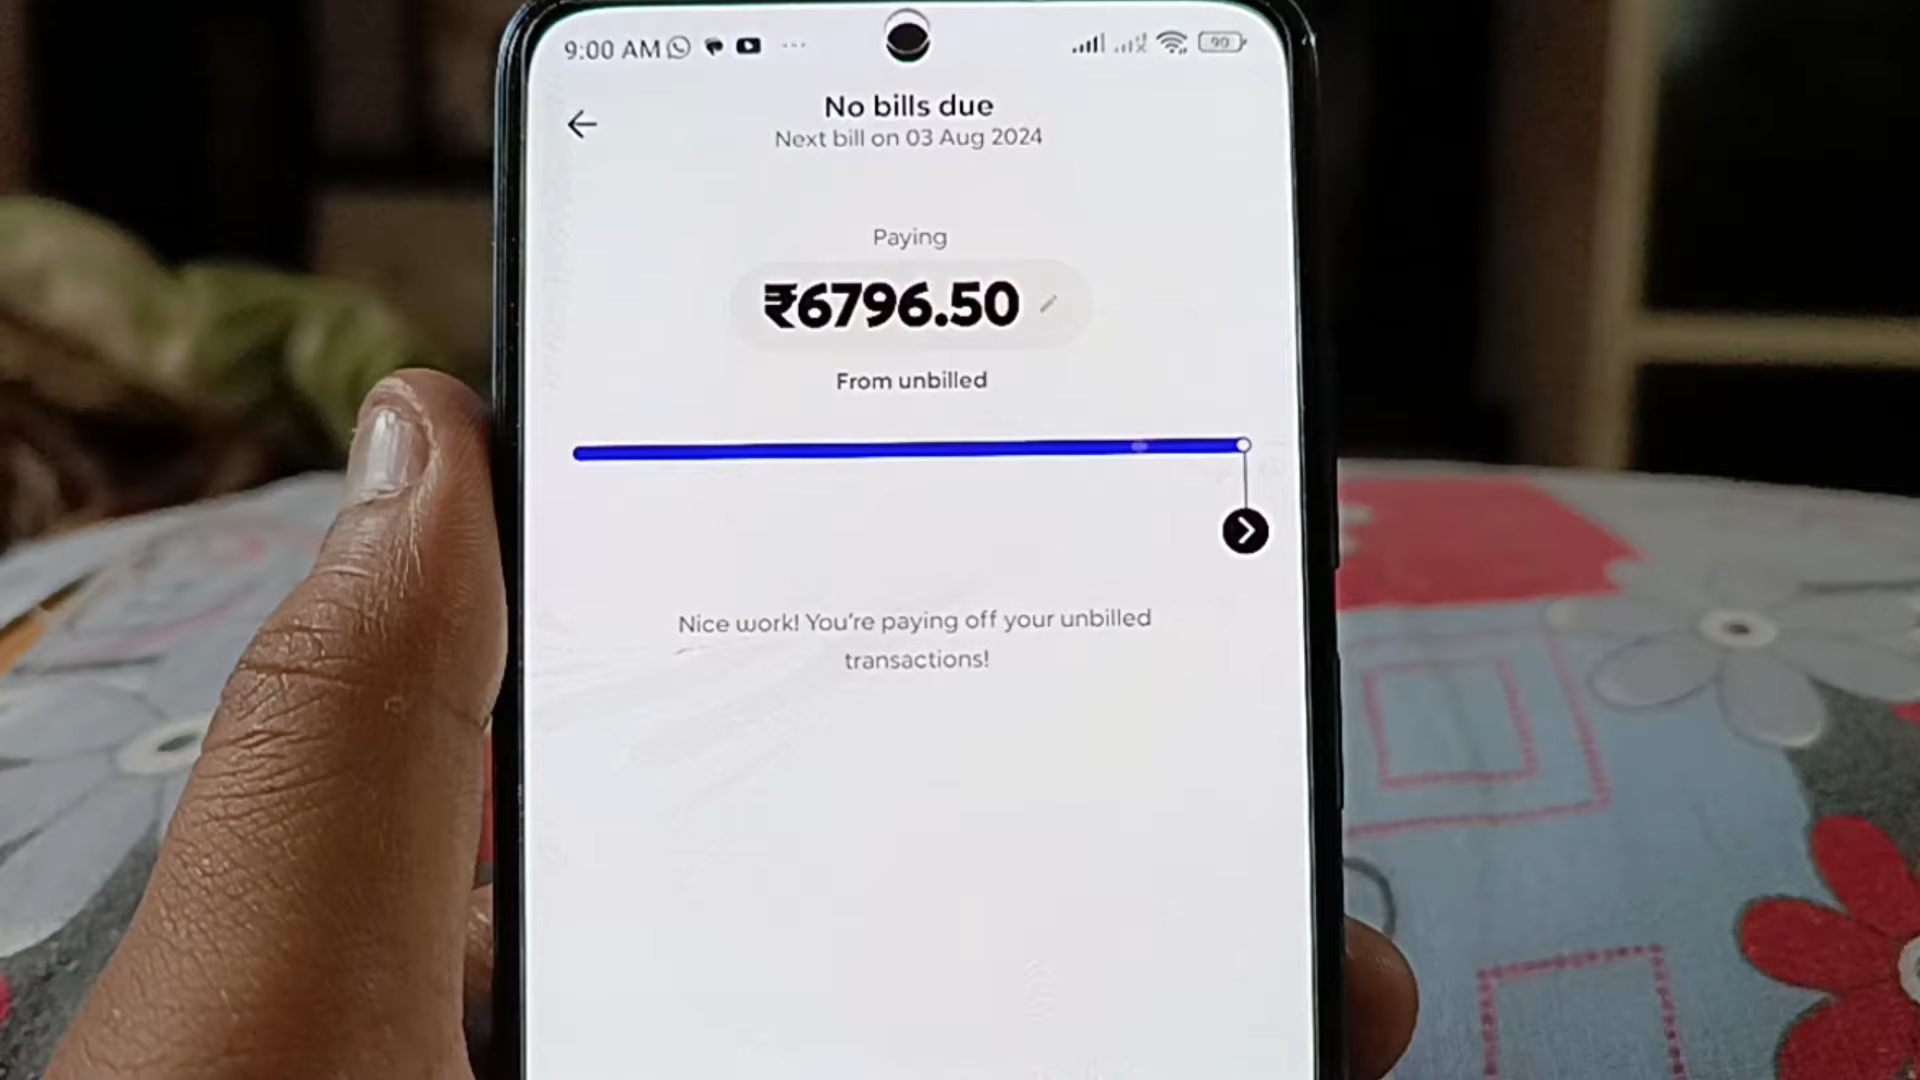 9:00 AM
90
No bills due
Next bill on 03 Aug 2024
Paying
₹6796.50
From unbilled
Nice work! You're paying off your unbilled
transactions!